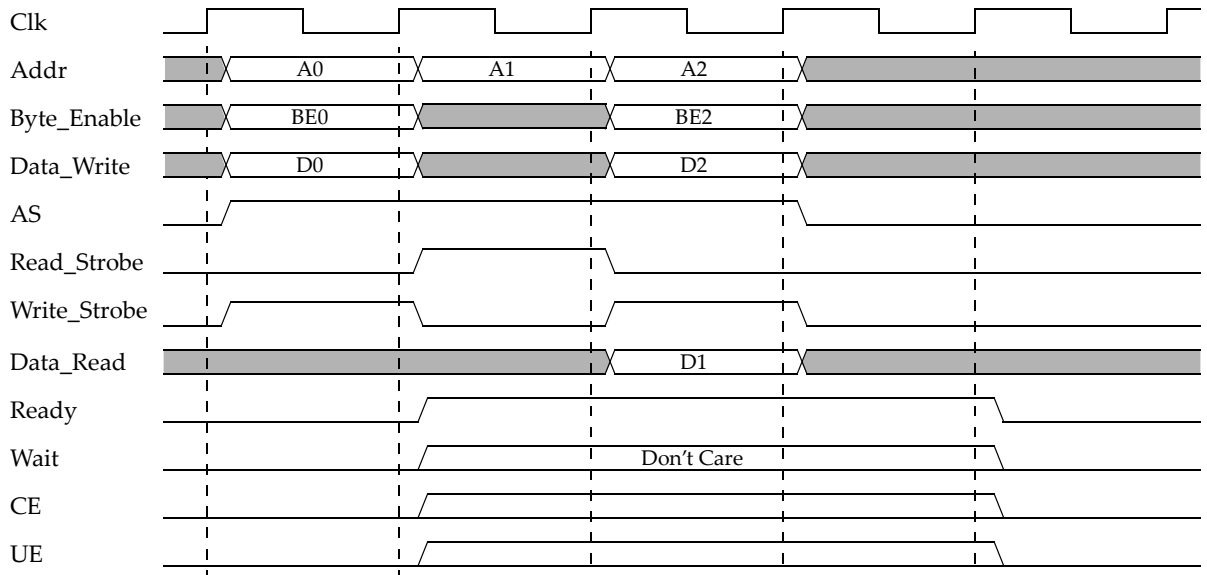 Clk
Addr A0 A1 A2
Byte_Enable BE0 BE2
Data_Write D0 D2
AS
Read_Strobe
Write_Strobe
Data_Read D1
Ready
Wait Don't Care
CE
UE